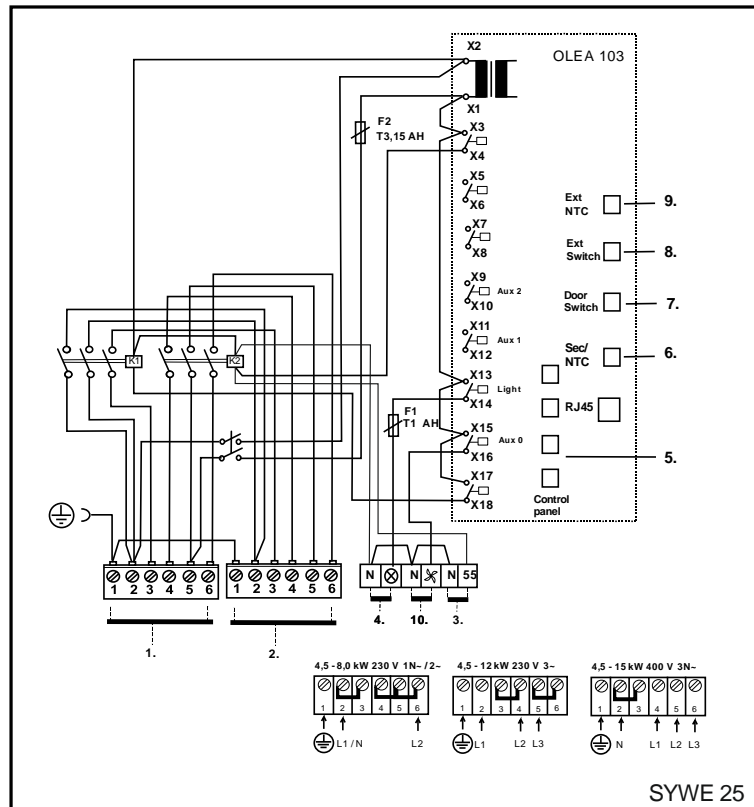 X2
OLEA 103
X1
F2
T3,15 AH
X3
X4
X5
X6
Ext
NTC
9.
X7
X8
Ext
Switch
8.
X9
Aux 2
X10
Door
Switch
7.
X11
Aux 1
X12
K1
K2
Sec/
NTC
6.
X13
Light
X14
RJ45
F1
T1 AH
X15
Aux 0
X16
5.
X17
X18
Control
panel
1 2 3 4 5 6
1 2 3 4 5 6
N N N 55
1.
2.
4.
10.
3.
4,5 - 8,0 kW 230 V 1N~ / 2~
1 2 3 4 5 6
L1 / N
L2
4,5 - 12 kW 230 V 3~
1 2 3 4 5 6
L1
L2 L3
4,5 - 15 kW 400 V 3N~
1 2 3 4 5 6
N
L1 L2 L3
SYWE 25